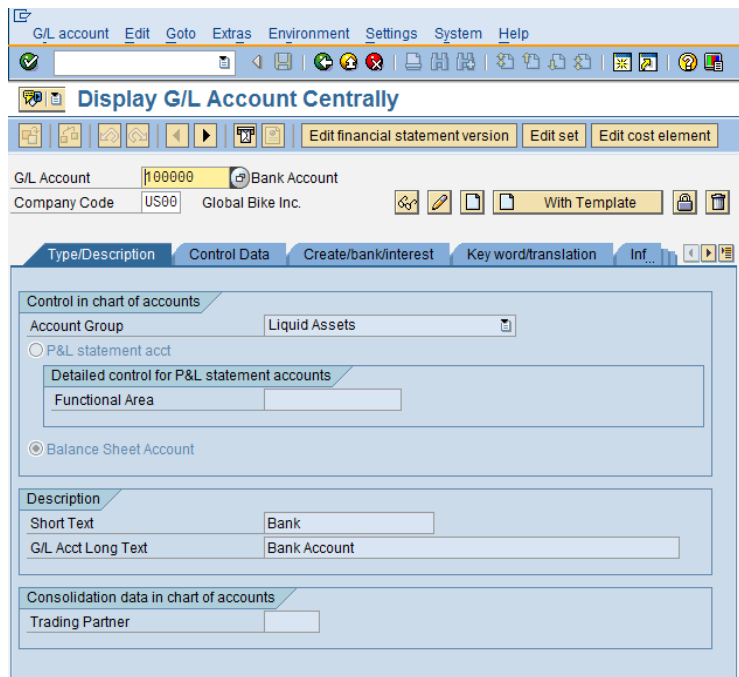 G/L account Edit Goto Extras Environment Settings System Help
Display G/L Account Centrally
Edit financial statement version Edit set Edit cost element
G/L Account 100000 Bank Account
Company Code US00 Global Bike Inc. With Template
Type/Description Control Data Create/bank/interest Key word/translation Inf...
Control in chart of accounts
Account Group Liquid Assets
P&L statement acct
Detailed control for P&L statement accounts
Functional Area
Balance Sheet Account
Description
Short Text Bank
G/L Acct Long Text Bank Account
Consolidation data in chart of accounts
Trading Partner